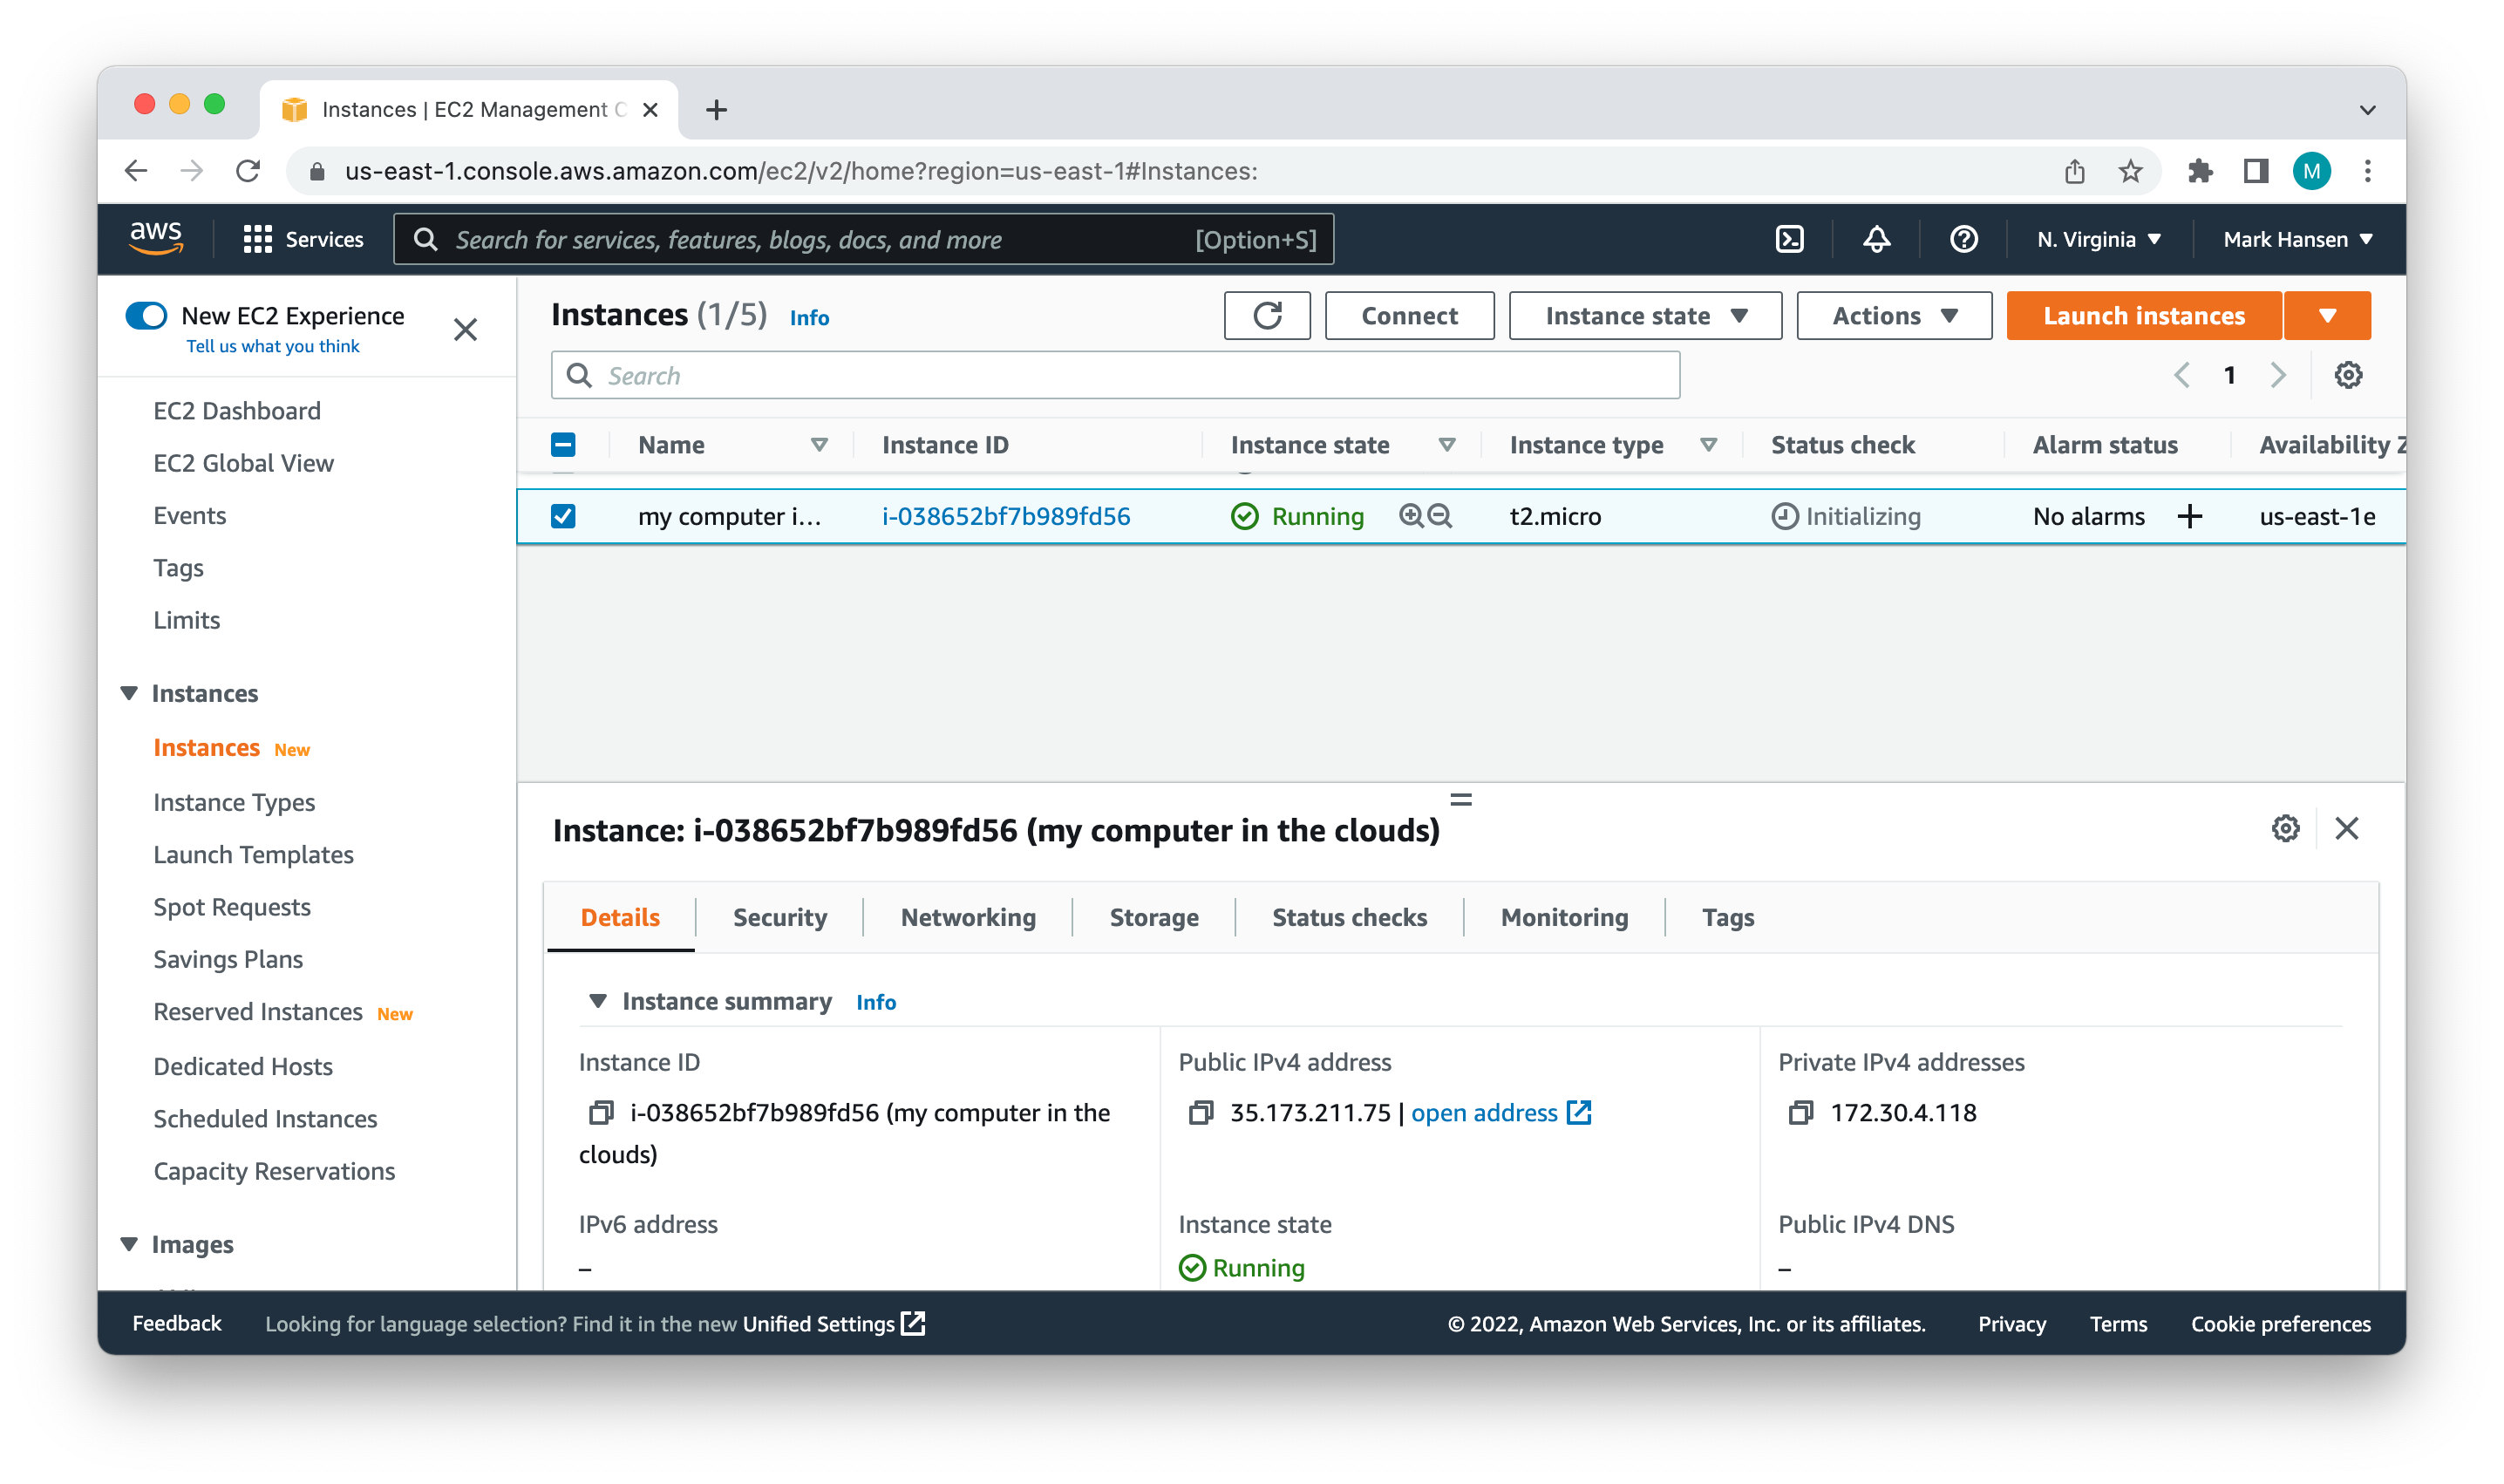 Instances | EC2 Management C
us-east-1.console.aws.amazon.com/ec2/v2/home?region=us-east-1#Instances:
M
aws
Services
Search for services, features, blogs, docs, and more
[Option+S]
N. Virginia
Mark Hansen
New EC2 Experience
Tell us what you think
EC2 Dashboard
EC2 Global View
Events
Tags
Limits
Instances
Instances New
Instance Types
Launch Templates
Spot Requests
Savings Plans
Reserved Instances New
Dedicated Hosts
Scheduled Instances
Capacity Reservations
Images
Instances (1/5) Info
Connect
Instance state
Actions
Launch instances
Search
1
Name Instance ID Instance state Instance type Status check Alarm status Availability Z
my computer i... i-038652bf7b989fd56 Running t2.micro Initializing No alarms + us-east-1e
Instance: i-038652bf7b989fd56 (my computer in the clouds)
Details Security Networking Storage Status checks Monitoring Tags
Instance summary Info
Instance ID
i-038652bf7b989fd56 (my computer in the
clouds)
Public IPv4 address
35.173.211.75 | open address
Private IPv4 addresses
172.30.4.118
IPv6 address
–
Instance state
Running
Public IPv4 DNS
–
Feedback
Looking for language selection? Find it in the new Unified Settings
© 2022, Amazon Web Services, Inc. or its affiliates.
Privacy
Terms
Cookie preferences